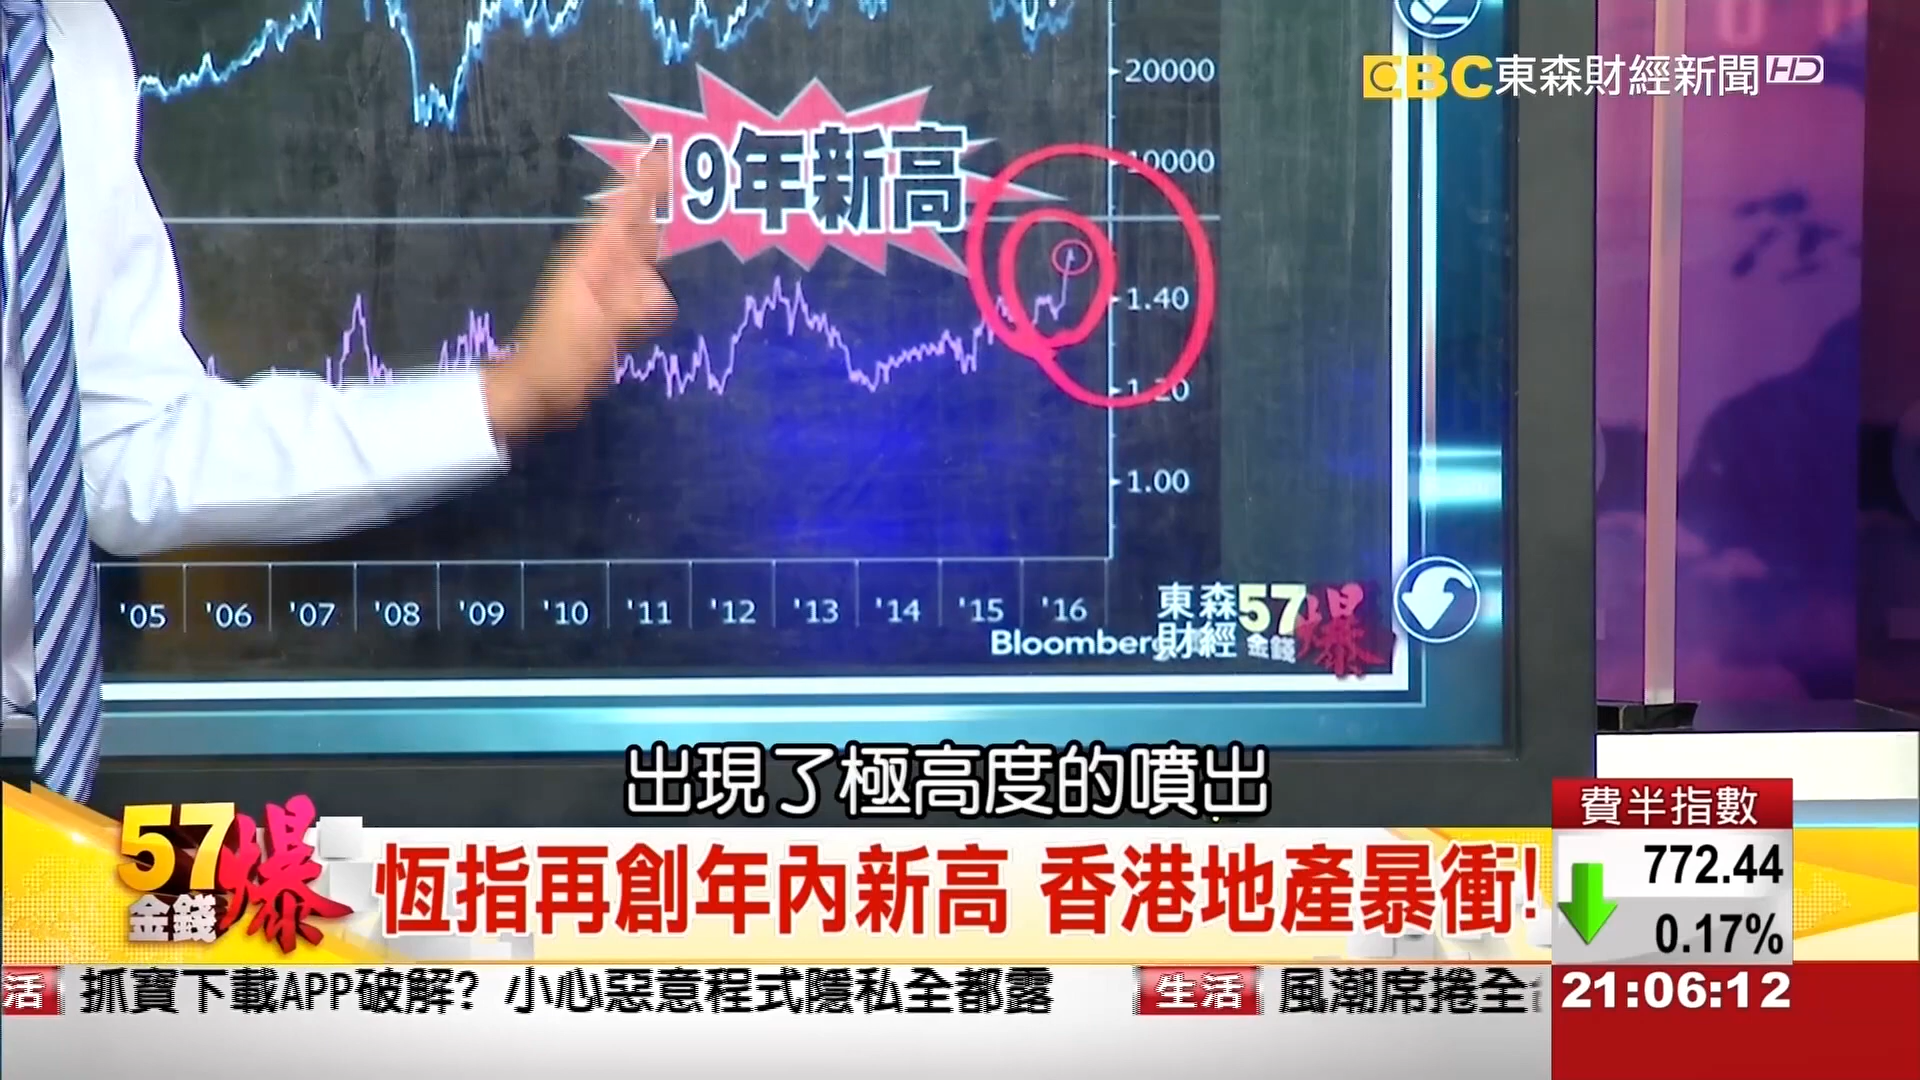 EBC東森財經新聞HD
20000
19年新高
10000
1.40
1.20
1.00
'05 '06 '07 '08 '09 '10 '11 '12 '13 '14 '15 '16
Bloomberg
東森
財經
57
金錢
爆
出現了極高度的噴出
57
金錢
爆
恆指再創年內新高 香港地產暴衝!
費半指數
772.44
0.17%
活 抓寶下載APP破解? 小心惡意程式隱私全都露 生活 風潮席捲全
21:06:12